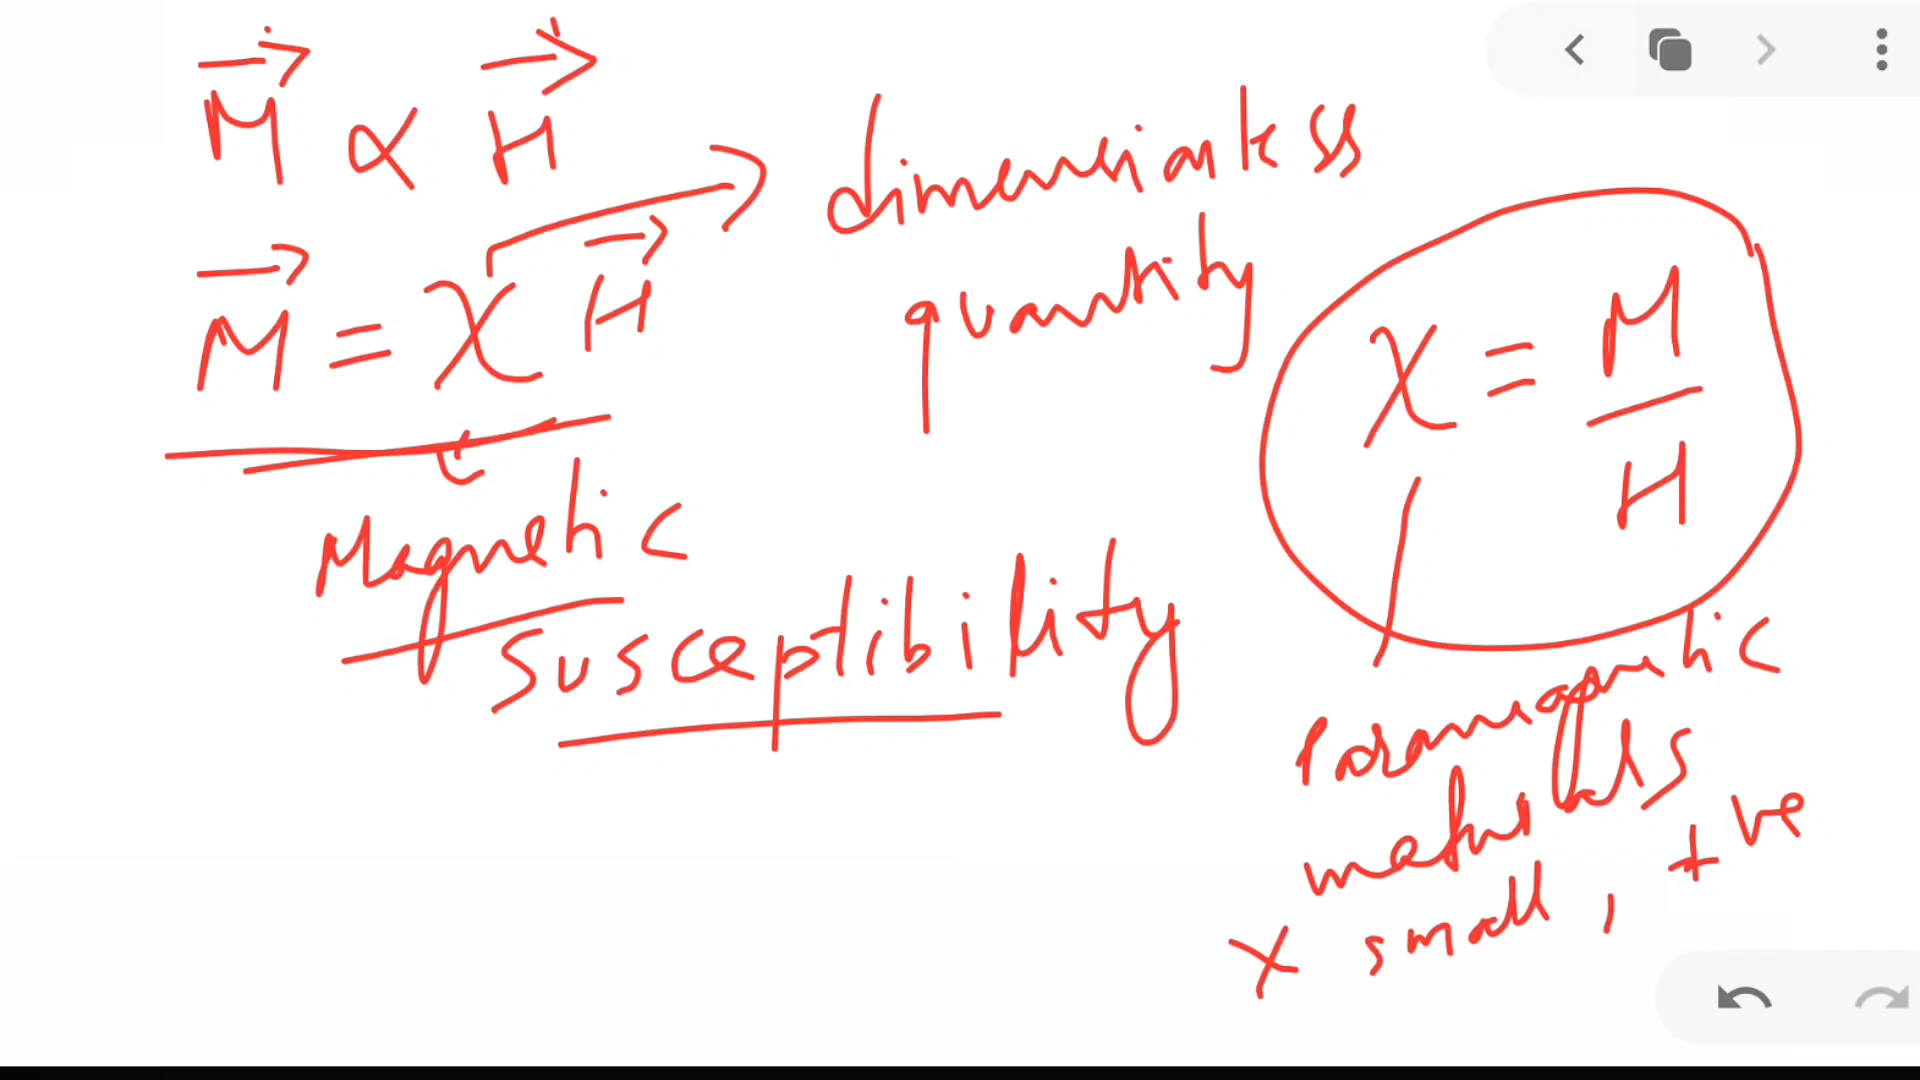 M ∝ H
M = χ H
dimensionless
quantity
Magnetic
Susceptibility
χ = M/H
Paramagnetic
materials
χ small, +ve